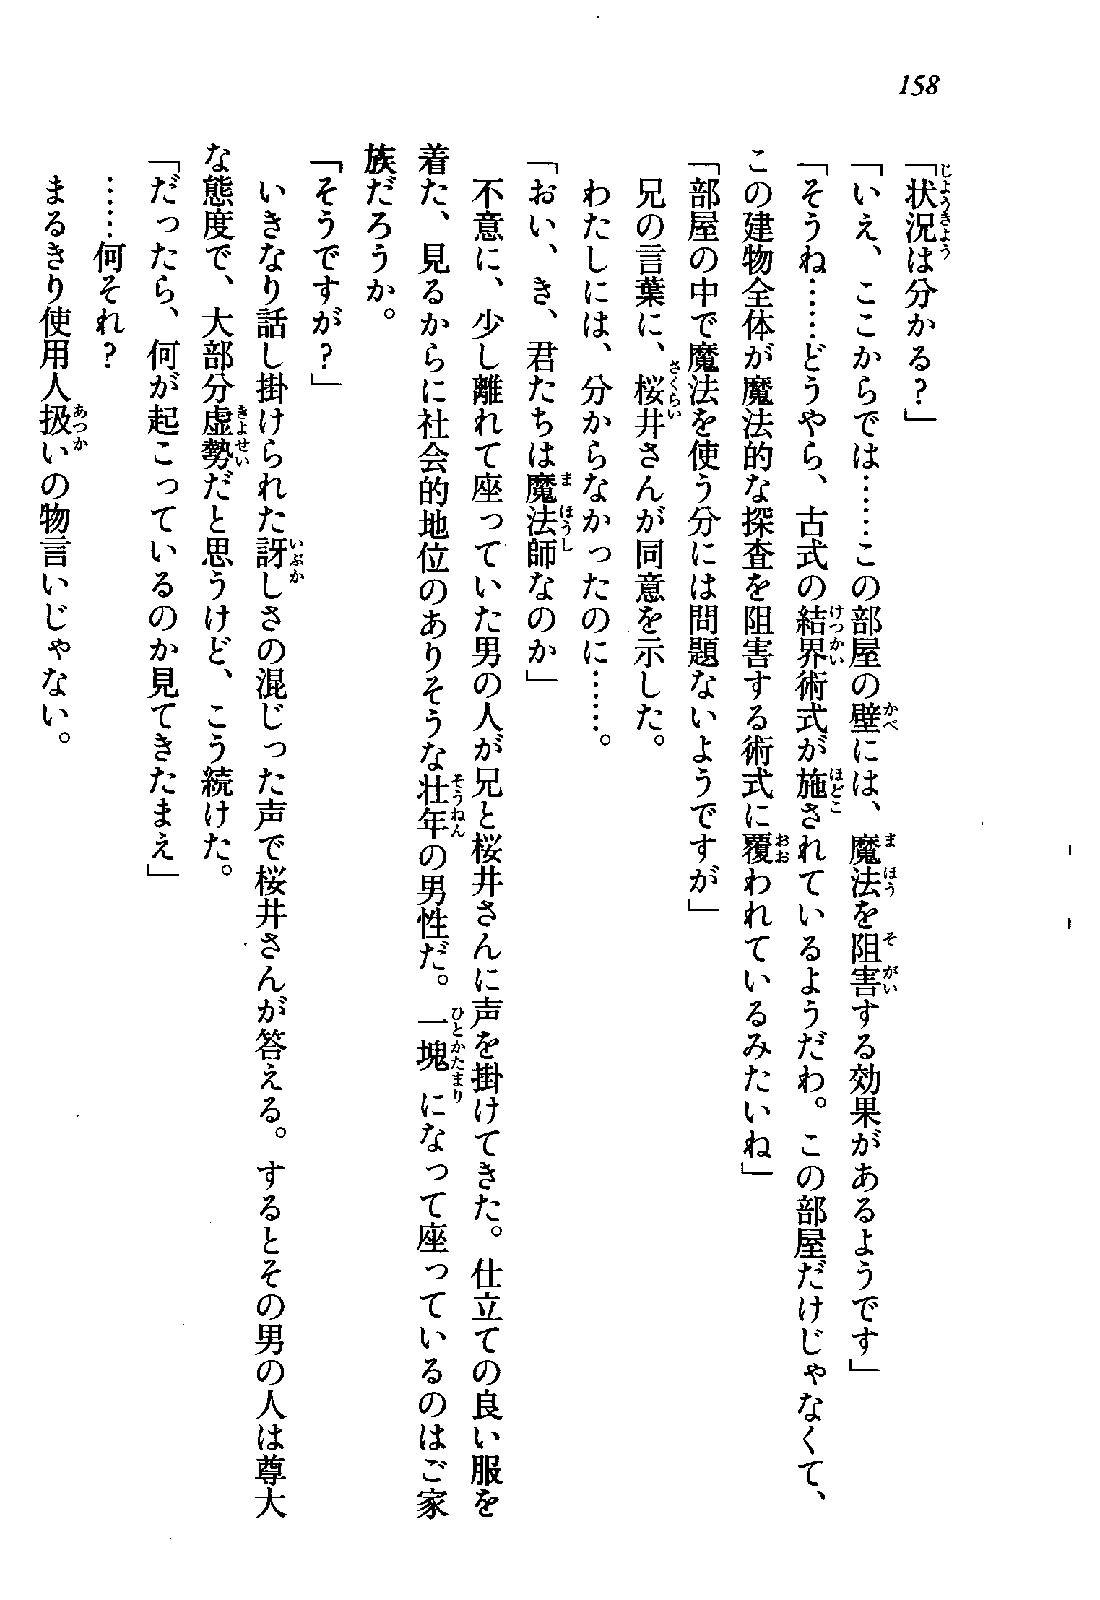 158
「状況は分かる？」
「いえ、ここからでは……この部屋の壁には、魔法を阻害する効果があるようです」
「そうね……どうやら、古式の結界術式が施されているようだわ。この部屋だけじゃなくて、
この建物全体が魔法的な探査を阻害する術式に覆われているみたいね」
「部屋の中で魔法を使う分には問題ないようですが」
兄の言葉に、桜井さんが同意を示した。
わたしには、分からなかったのに……。
「おい、き、君たちは魔法師なのか」
不意に、少し離れて座っていた男の人が兄と桜井さんに声を掛けてきた。仕立ての良い服を
着た、見るからに社会的地位のありそうな壮年の男性だ。一塊になって座っているのはご家
族だろうか。
「そうですが？」
いきなり話し掛けられた訝しさの混じった声で桜井さんが答える。するとその男の人は尊大
な態度で、大部分虚勢だと思うけど、こう続けた。
「だったら、何が起こっているのか見てきたまえ」
……何それ？
まるきり使用人扱いの物言いじゃない。